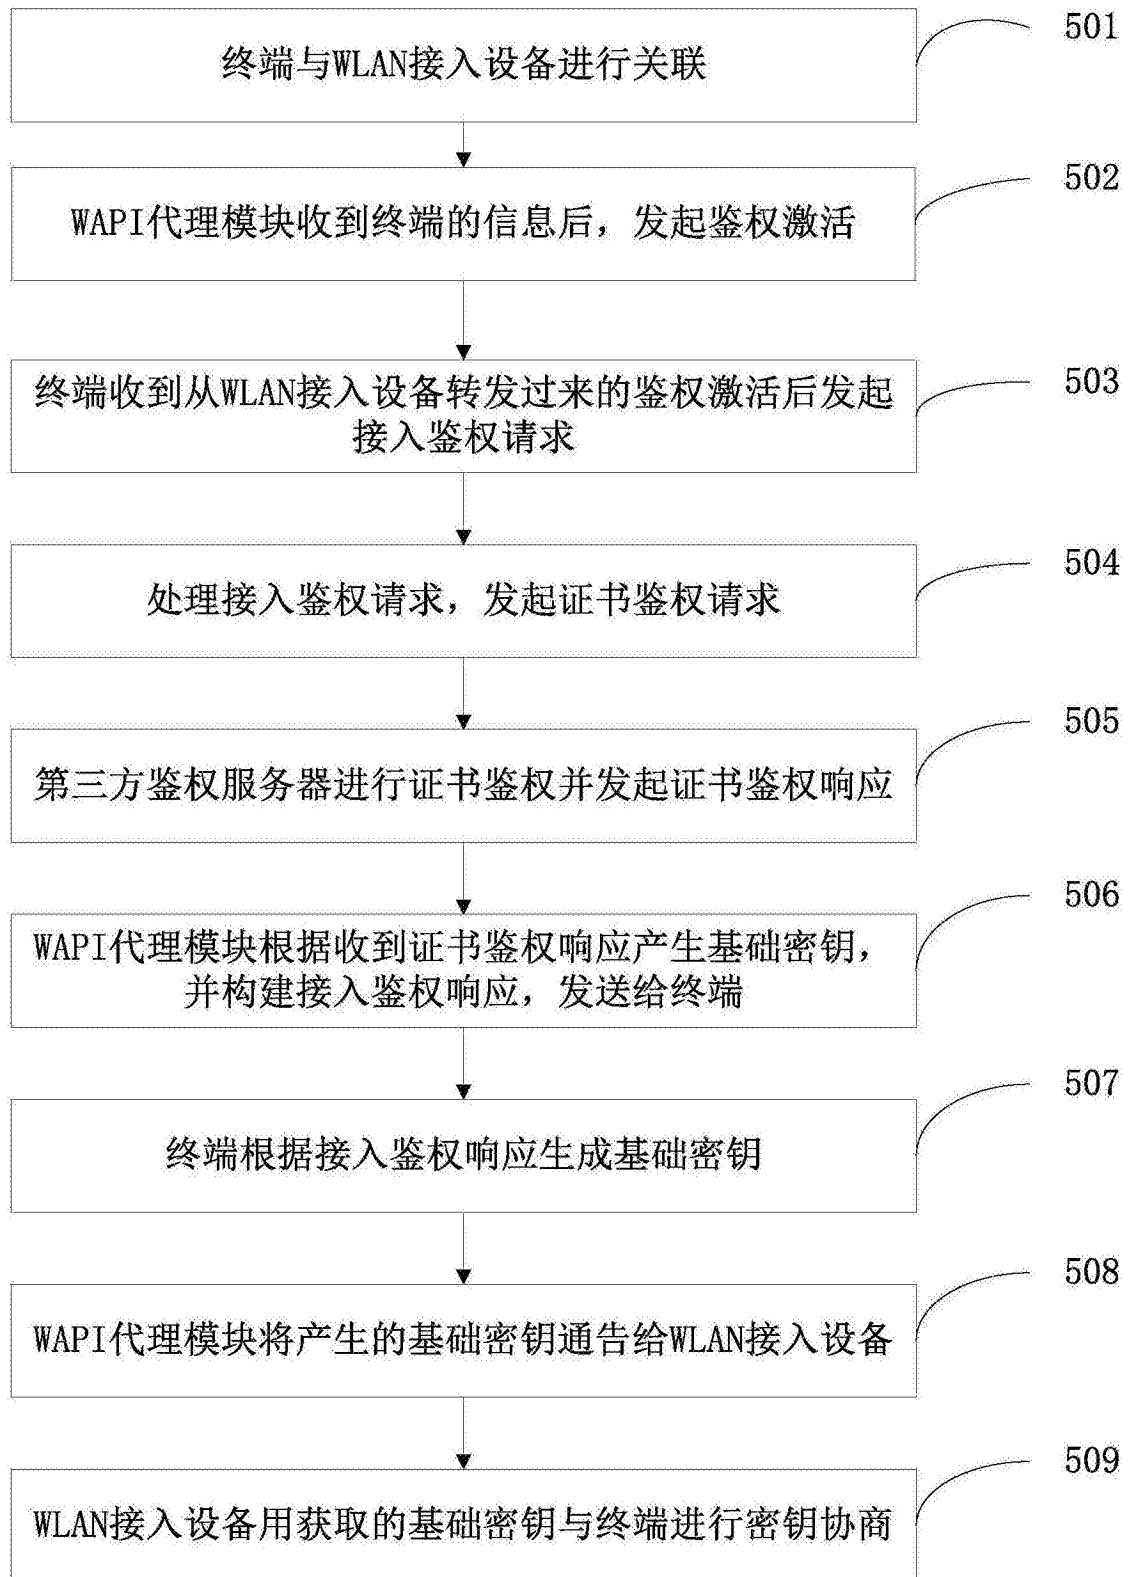 终端与WLAN接入设备进行关联
501
WAPI代理模块收到终端的信息后，发起鉴权激活
502
终端收到从WLAN接入设备转发过来的鉴权激活后发起
接入鉴权请求
503
处理接入鉴权请求，发起证书鉴权请求
504
第三方鉴权服务器进行证书鉴权并发起证书鉴权响应
505
WAPI代理模块根据收到证书鉴权响应产生基础密钥，
并构建接入鉴权响应，发送给终端
506
终端根据接入鉴权响应生成基础密钥
507
WAPI代理模块将产生的基础密钥通告给WLAN接入设备
508
WLAN接入设备用获取的基础密钥与终端进行密钥协商
509